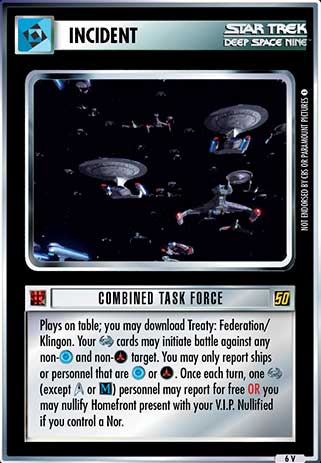 INCIDENT
STAR TREK
DEEP SPACE NINE
NOT ENDORSED BY CBS OR PARAMOUNT PICTURES
COMBINED TASK FORCE
50
Plays on table; you may download Treaty: Federation/
Klingon. Your cards may initiate battle against any
non- and non- target. You may only report ships
or personnel that are or . Once each turn, one
(except or M) personnel may report for free OR you
may nullify Homefront present with your V.I.P. Nullified
if you control a Nor.
6 V